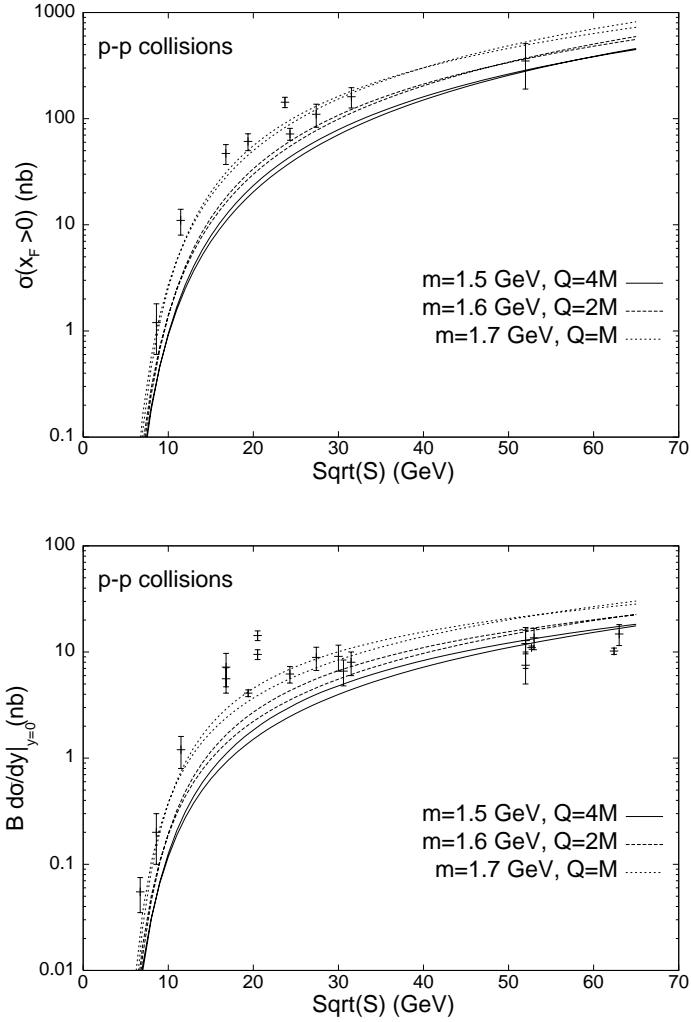 1000
100
10
1
0.1
σ(x_F >0) (nb)
p-p collisions
m=1.5 GeV, Q=4M
m=1.6 GeV, Q=2M
m=1.7 GeV, Q=M
0 10 20 30 40 50 60 70
Sqrt(S) (GeV)
100
10
1
0.1
0.01
B dσ/dy|_y=0 (nb)
p-p collisions
m=1.5 GeV, Q=4M
m=1.6 GeV, Q=2M
m=1.7 GeV, Q=M
0 10 20 30 40 50 60 70
Sqrt(S) (GeV)